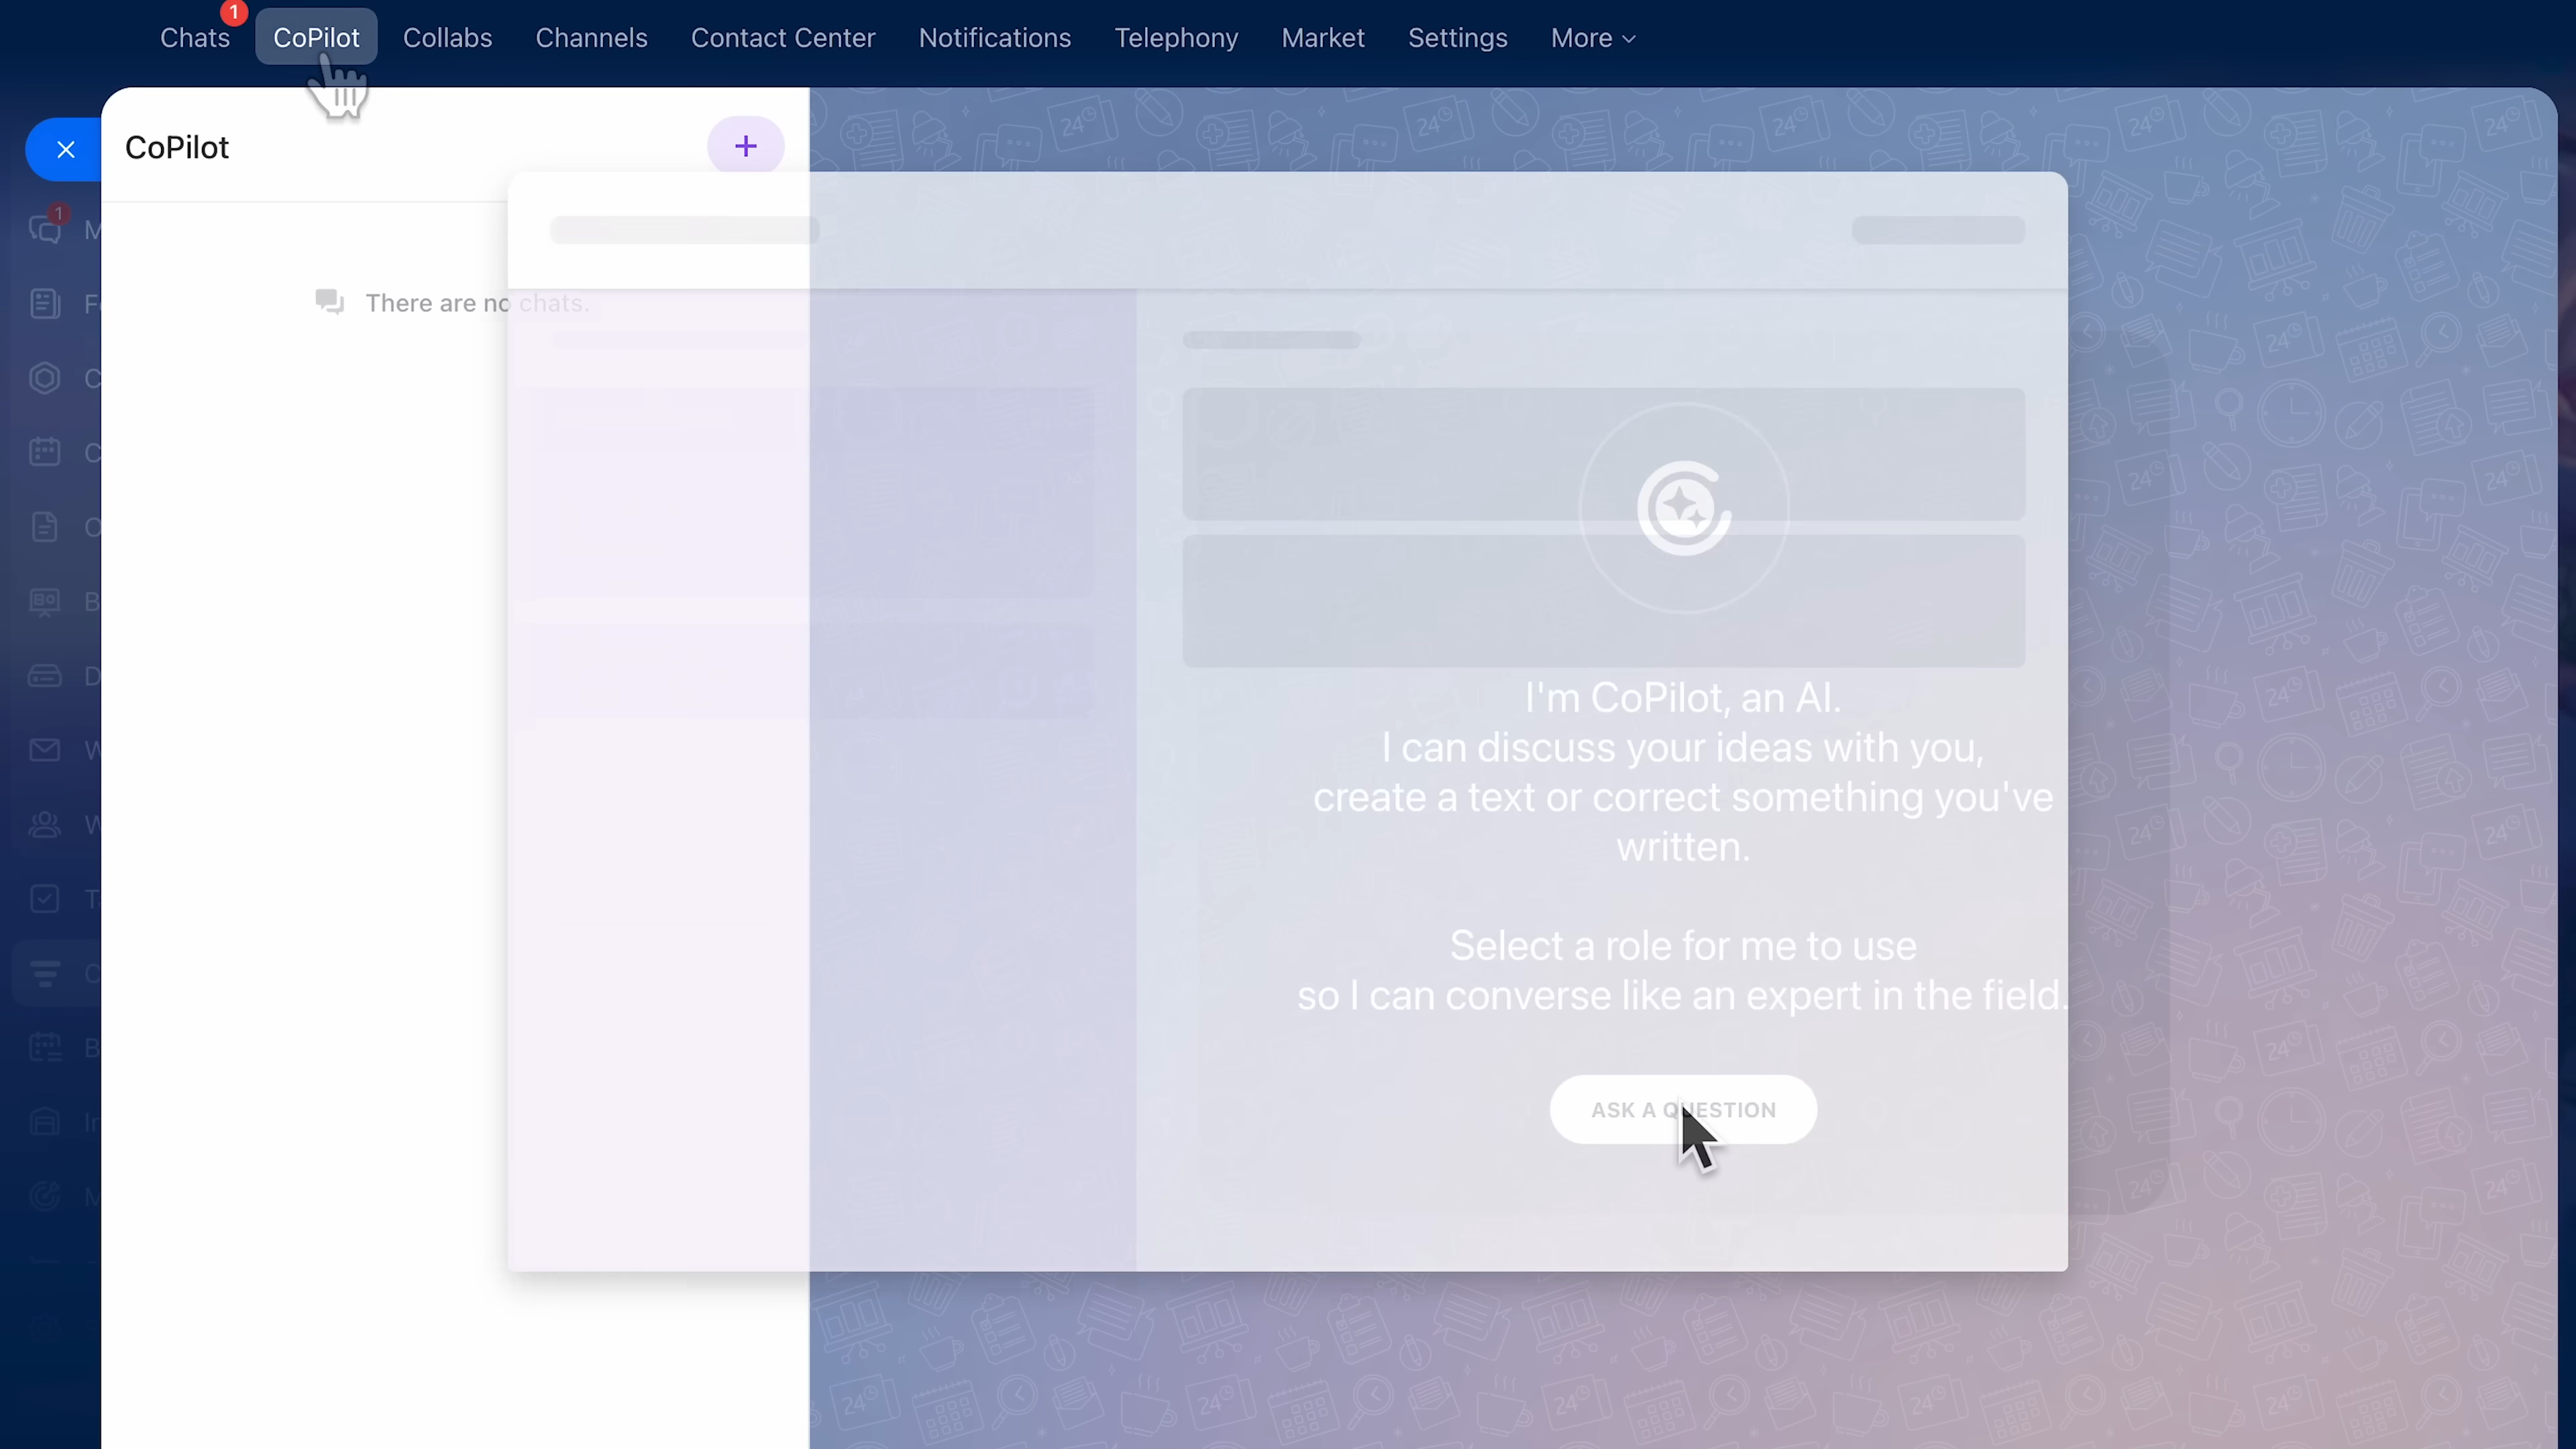 Chats 1 CoPilot Collabs Channels Contact Center Notifications Telephony Market Settings More
CoPilot
+
1
There are no chats.
I'm CoPilot, an AI.
I can discuss your ideas with you,
create a text or correct something you've
written.
Select a role for me to use
so I can converse like an expert in the field.
ASK A QUESTION